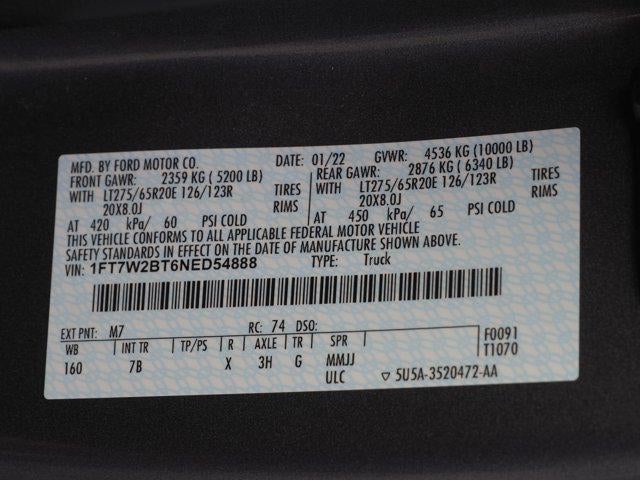 MFD. BY FORD MOTOR CO. DATE: 01/22 GVWR: 4536 KG (10000 LB)
FRONT GAWR: 2359 KG (5200 LB) REAR GAWR: 2876 KG (6340 LB)
WITH LT275/65R20E 126/123R TIRES WITH LT275/65R20E 126/123R TIRES
20X8.0J RIMS 20X8.0J RIMS
AT 420 kPa/ 60 PSI COLD AT 450 kPa/ 65 PSI COLD
THIS VEHICLE CONFORMS TO ALL APPLICABLE FEDERAL MOTOR VEHICLE
SAFETY STANDARDS IN EFFECT ON THE DATE OF MANUFACTURE SHOWN ABOVE.
VIN: 1FT7W2BT6NED54888 TYPE: Truck
EXT PNT: M7 RC: 74 DSO: F0091
WB INT TR TP/PS R AXLE TR SPR T1070
160 7B X 3H G MMJJ
ULC ▽ 5U5A-3520472-AA